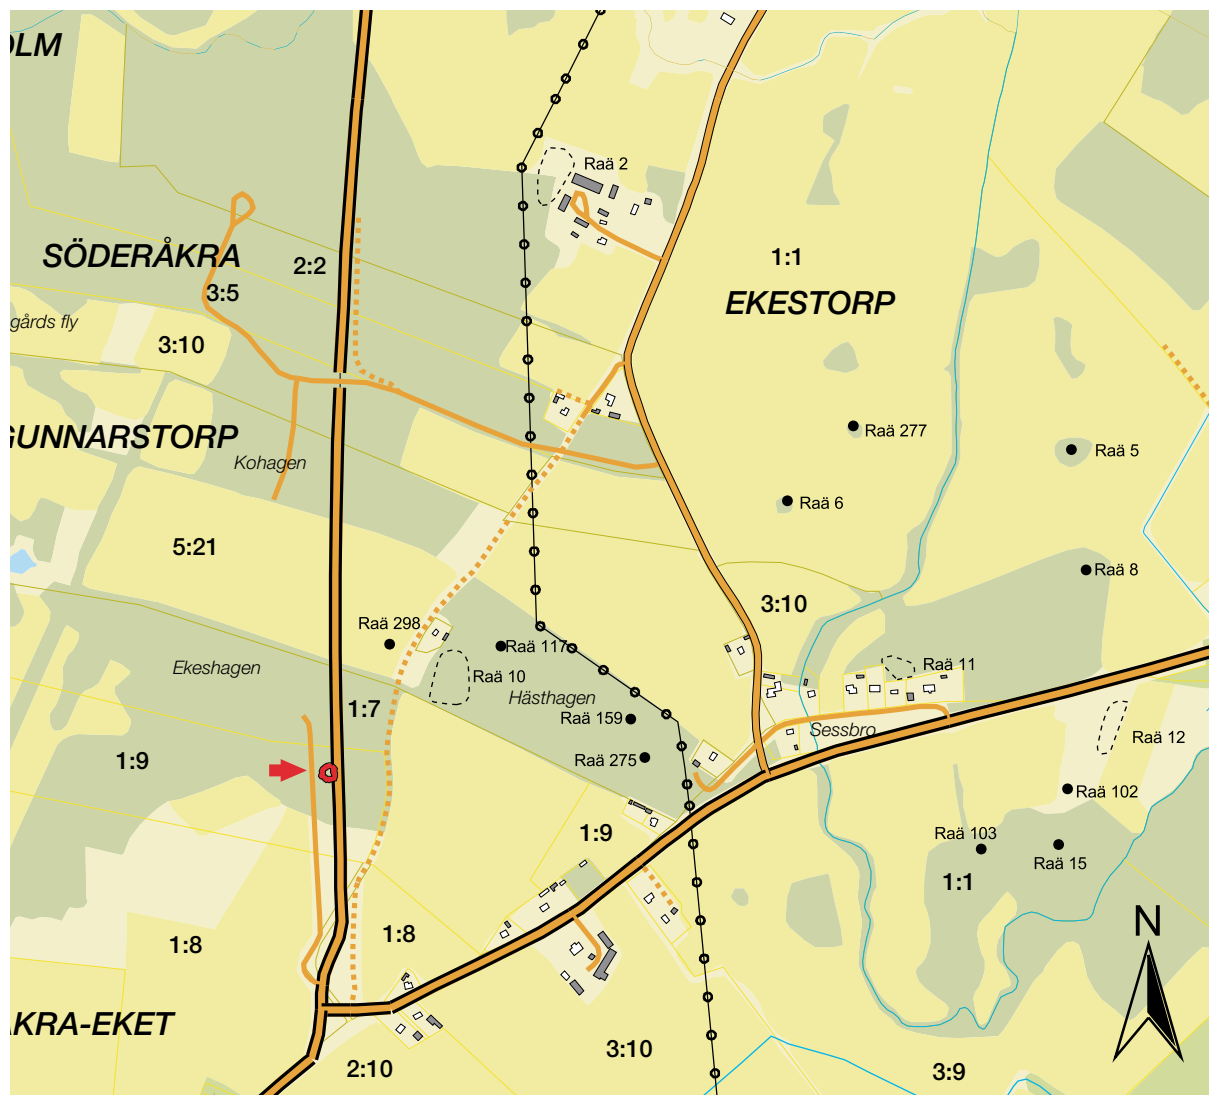 OLM
Raä 2
SÖDERÅKRA
2:2
1:1
3:5
EKESTORP
gårds fly
3:10
GUNNARSTORP
Raä 277
Raä 5
Kohagen
Raä 6
5:21
Raä 8
3:10
Raä 298
Raä 117
Ekeshagen
Raä 10
Raä 11
Hästhagen
1:7
Raä 159
Sessbro
Raä 12
1:9
Raä 275
Raä 102
1:9
Raä 103
Raä 15
1:1
1:8
1:8
N
ÅKRA-EKET
3:10
2:10
3:9